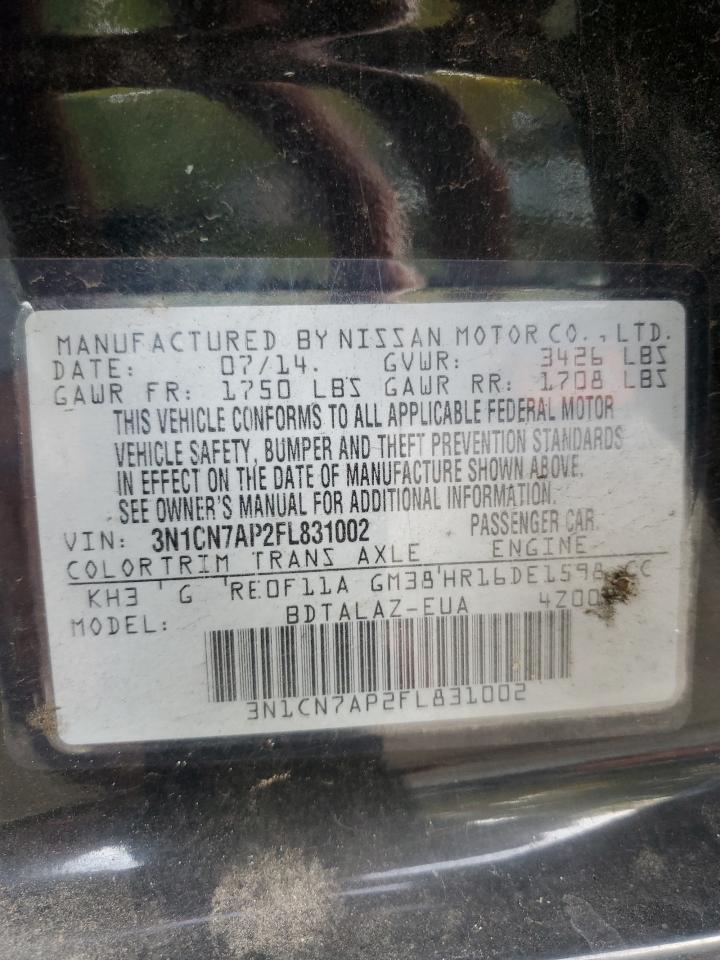 MANUFACTURED BY NISSAN MOTOR CO., LTD.
DATE: 07/14. GVWR: 3426 LBS
GAWR FR: 1750 LBS GAWR RR: 1708 LBS
THIS VEHICLE CONFORMS TO ALL APPLICABLE FEDERAL MOTOR
VEHICLE SAFETY, BUMPER AND THEFT PREVENTION STANDARDS
IN EFFECT ON THE DATE OF MANUFACTURE SHOWN ABOVE.
SEE OWNER'S MANUAL FOR ADDITIONAL INFORMATION.
VIN: 3N1CN7AP2FL831002 PASSENGER CAR
COLOR TRIM TRANS AXLE ENGINE
KH3 G RE0F11A GM38 HR16DE1598 CC
MODEL: BDTALAZ-EUA
3N1CN7AP2FL831002